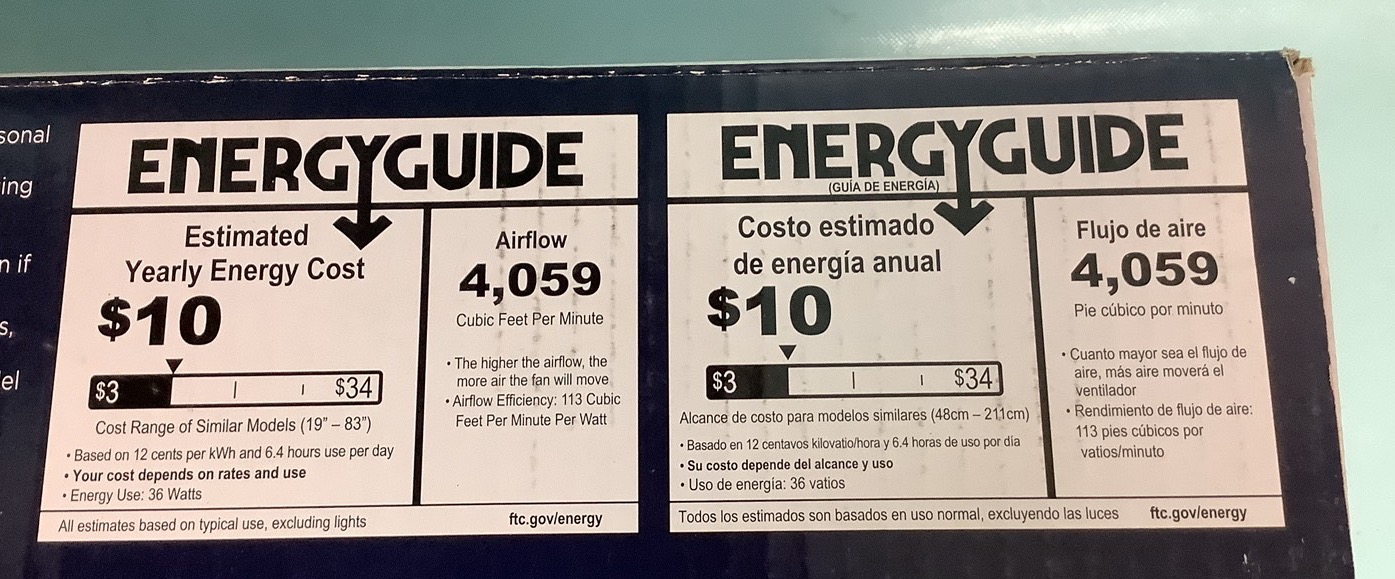 sonal
ing
n if
s,
el
ENERGYGUIDE
Estimated
Yearly Energy Cost
$10
$3 $34
Cost Range of Similar Models (19” – 83”)
• Based on 12 cents per kWh and 6.4 hours use per day
• Your cost depends on rates and use
• Energy Use: 36 Watts
Airflow
4,059
Cubic Feet Per Minute
• The higher the airflow, the
more air the fan will move
• Airflow Efficiency: 113 Cubic
Feet Per Minute Per Watt
All estimates based on typical use, excluding lights ftc.gov/energy
ENERGYGUIDE
(GUÍA DE ENERGÍA)
Costo estimado
de energía anual
$10
$3 $34
Alcance de costo para modelos similares (48cm – 211cm)
• Basado en 12 centavos kilovatio/hora y 6.4 horas de uso por dia
• Su costo depende del alcance y uso
• Uso de energía: 36 vatios
Flujo de aire
4,059
Pie cúbico por minuto
• Cuanto mayor sea el flujo de
aire, más aire moverá el
ventilador
• Rendimiento de flujo de aire:
113 pies cúbicos por
vatios/minuto
Todos los estimados son basados en uso normal, excluyendo las luces ftc.gov/energy